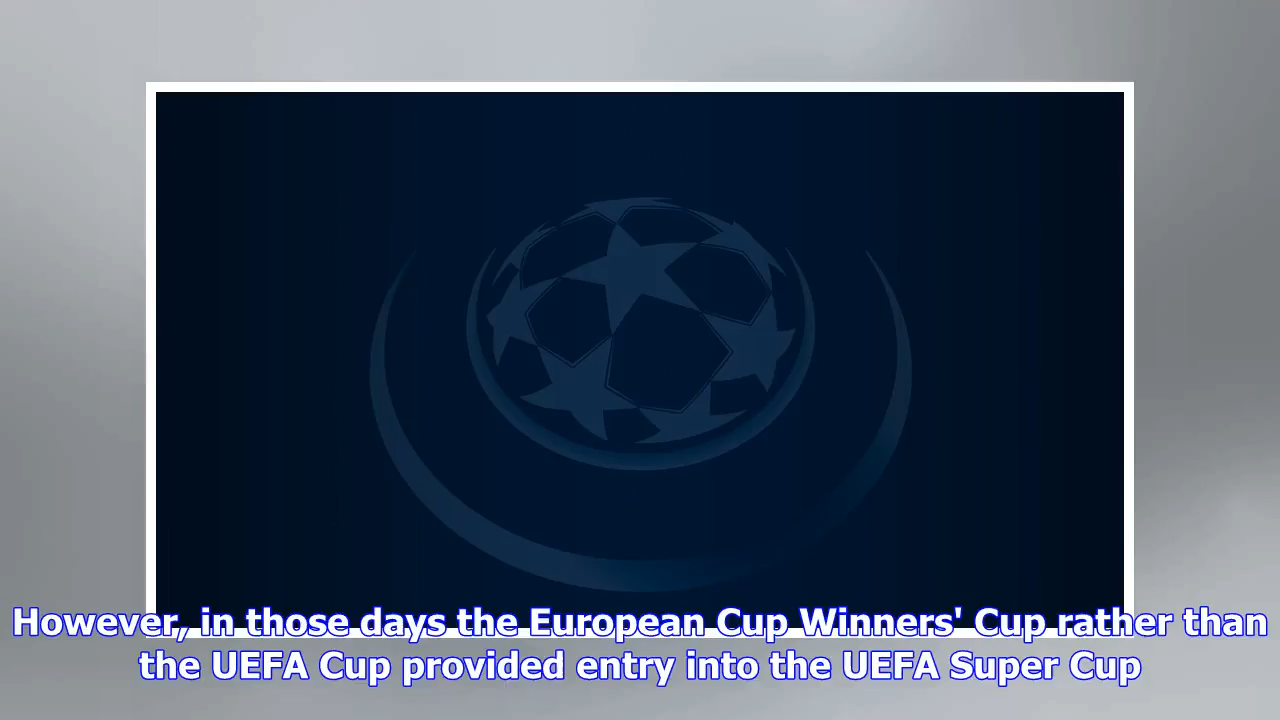 However, in those days the European Cup Winners' Cup rather than
the UEFA Cup provided entry into the UEFA Super Cup